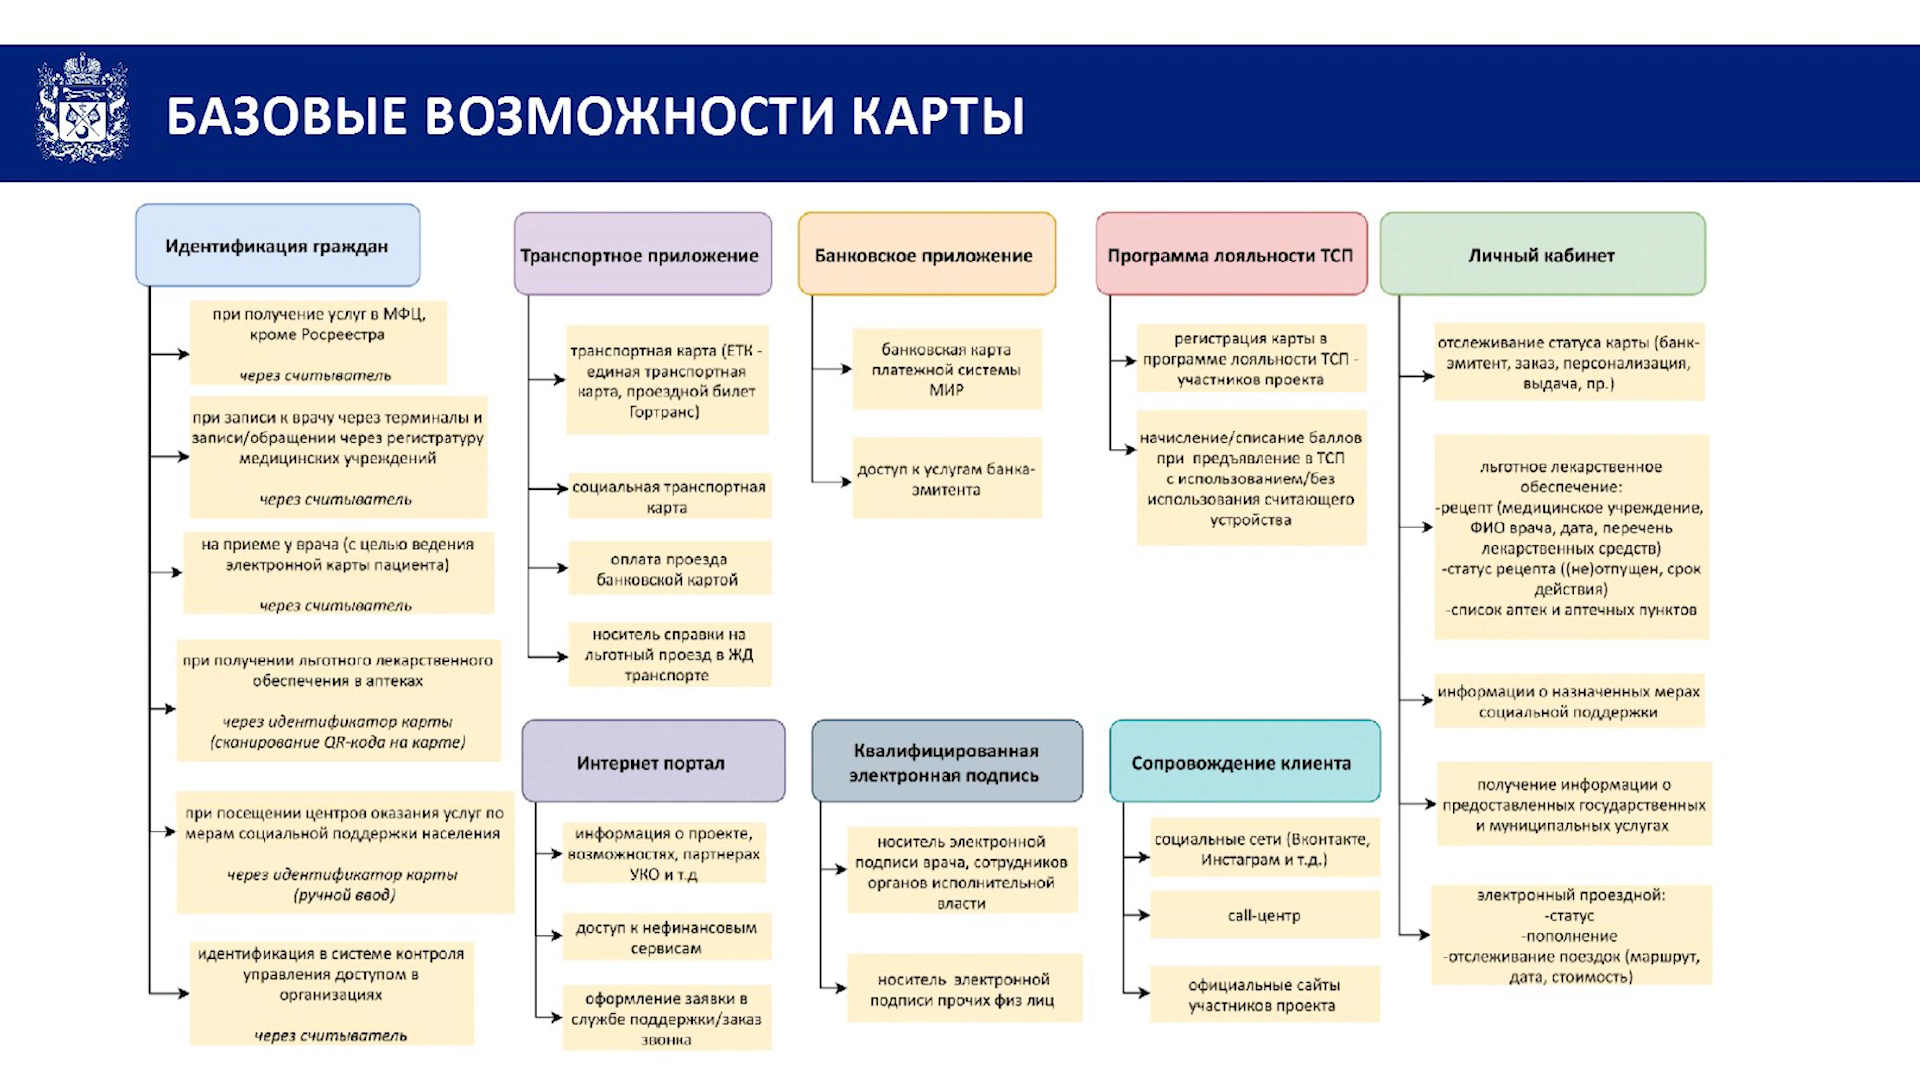 БАЗОВЫЕ ВОЗМОЖНОСТИ КАРТЫ
Идентификация граждан
при получение услуг в МФЦ,
кроме Росреестра
через считыватель
при записи к врачу через терминалы и
записи/обращении через регистратуру
медицинских учреждений
через считыватель
на приеме у врача (с целью ведения
электронной карты пациента)
через считыватель
при получении льготного лекарственного
обеспечения в аптеках
через идентификатор карты
(сканирование QR-кода на карте)
при посещении центров оказания услуг по
мерам социальной поддержки населения
через идентификатор карты
(ручной ввод)
идентификация в системе контроля
управления доступом в
организациях
через считыватель
Транспортное приложение
транспортная карта (ЕТК -
единая транспортная
карта, проездной билет
Гортранс)
социальная транспортная
карта
оплата проезда
банковской картой
носитель справки на
льготный проезд в ЖД
транспорте
Банковское приложение
банковская карта
платежной системы
МИР
доступ к услугам банка-
эмитента
Программа лояльности ТСП
регистрация карты в
программе лояльности ТСП -
участников проекта
начисление/списание баллов
при предъявление в ТСП
с использованием/без
использования считающего
устройства
Личный кабинет
отслеживание статуса карты (банк-
эмитент, заказ, персонализация,
выдача, пр.)
льготное лекарственное
обеспечение:
-рецепт (медицинское учреждение,
ФИО врача, дата, перечень
лекарственных средств)
-статус рецепта ((не)отпущен, срок
действия)
-список аптек и аптечных пунктов
информации о назначенных мерах
социальной поддержки
получение информации о
предоставленных государственных
и муниципальных услугах
электронный проездной:
-статус
-пополнение
-отслеживание поездок (маршрут,
дата, стоимость)
Интернет портал
информация о проекте,
возможностях, партнерах
УКО и т.д
доступ к нефинансовым
сервисам
оформление заявки в
службе поддержки/заказ
звонка
Квалифицированная
электронная подпись
носитель электронной
подписи врача, сотрудников
органов исполнительной
власти
носитель электронной
подписи прочих физ лиц
Сопровождение клиента
социальные сети (Вконтакте,
Инстаграм и т.д.)
call-центр
официальные сайты
участников проекта